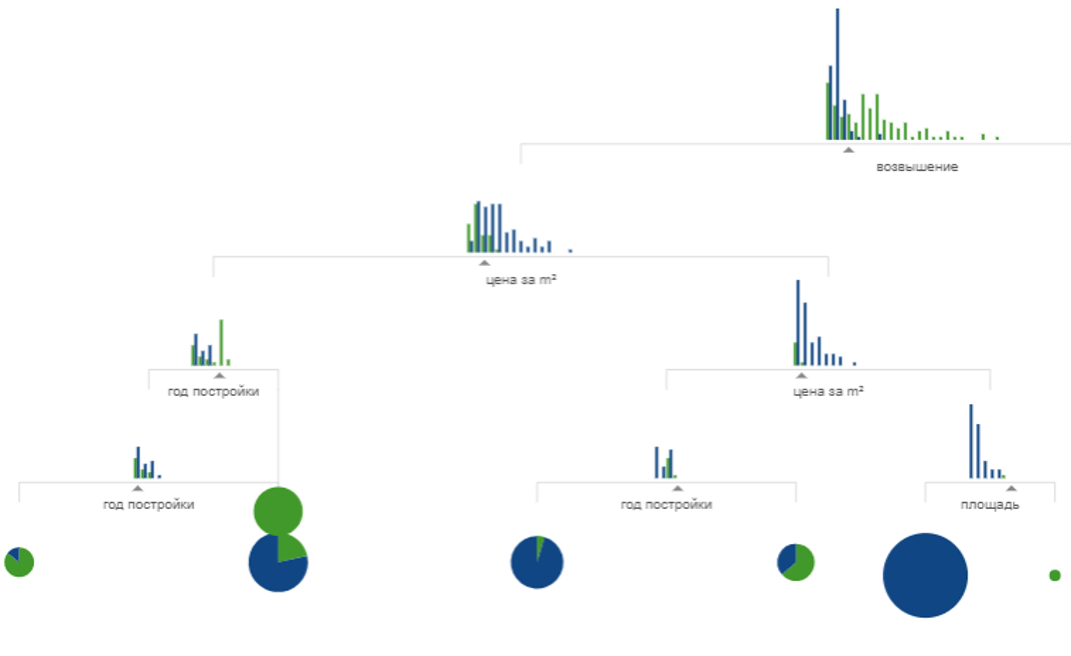 возвышение
цена за m²
год постройки
цена за m²
год постройки
год постройки
площадь